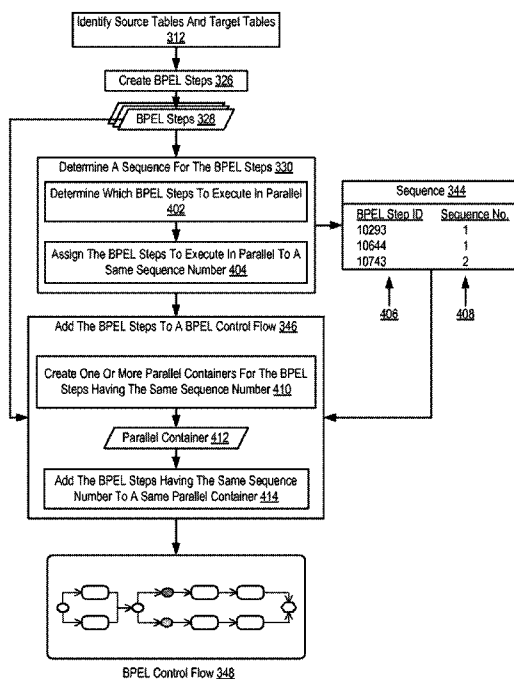 Identify Source Tables And Target Tables
312
Create BPEL Steps 326
BPEL Steps 328
Determine A Sequence For The BPEL Steps 330
Determine Which BPEL Steps To Execute In Parallel
402
Assign The BPEL Steps To Execute In Parallel To A
Same Sequence Number 404
Sequence 344
BPEL Step ID Sequence No.
10293 1
10644 1
10743 2
406 408
Add The BPEL Steps To A BPEL Control Flow 346
Create One Or More Parallel Containers For The BPEL
Steps Having The Same Sequence Number 410
Parallel Container 412
Add The BPEL Steps Having The Same Sequence
Number To A Same Parallel Container 414
BPEL Control Flow 348